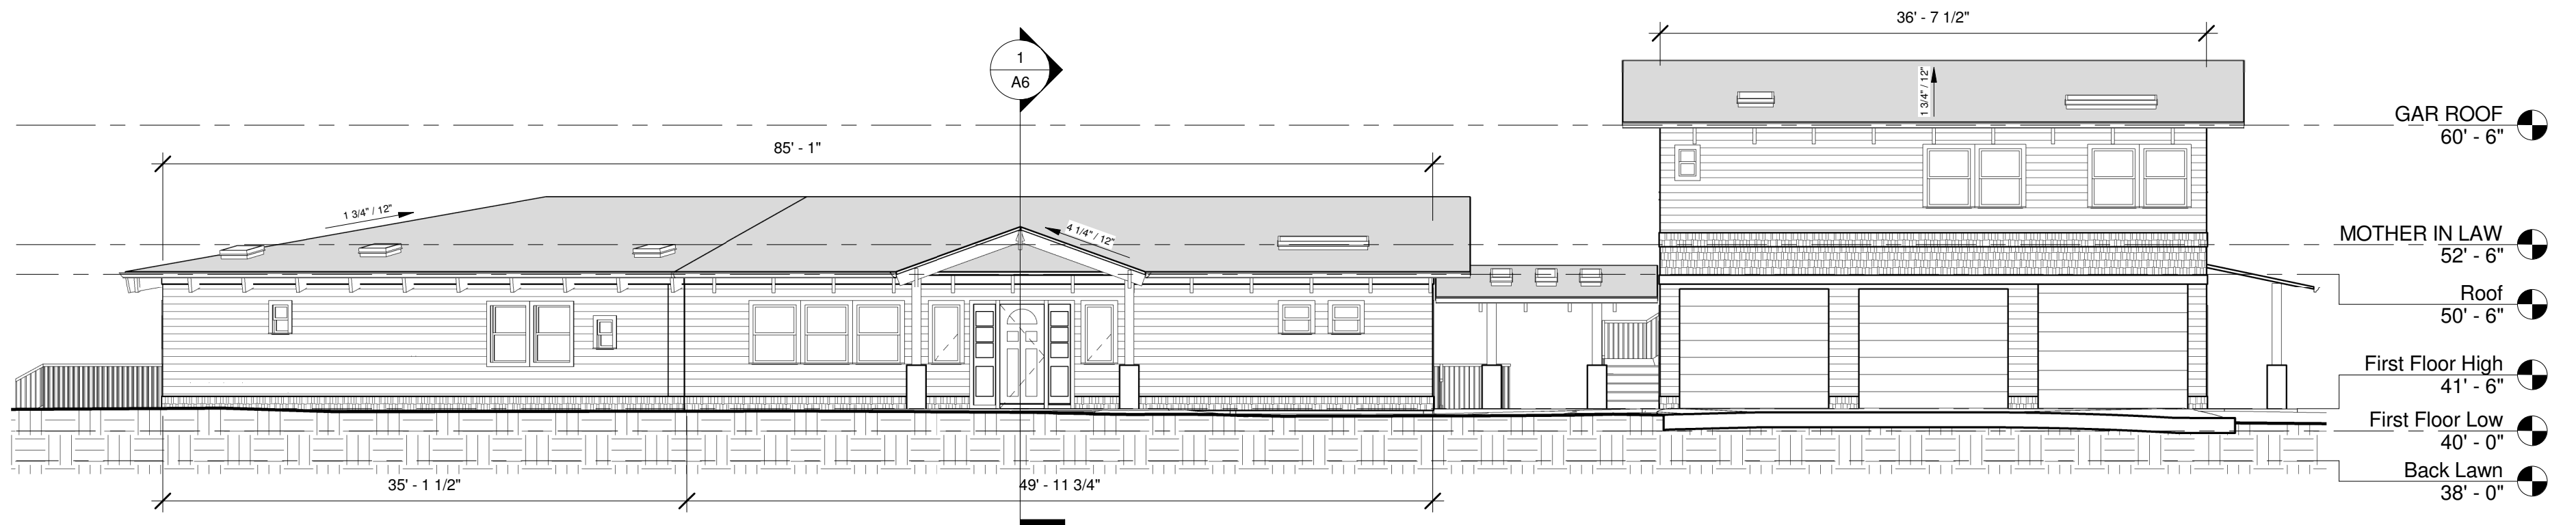 36' - 7 1/2"
1
A6
1 3/4" / 12"
GAR ROOF
60' - 6"
85' - 1"
1 3/4" / 12"
4 1/4" / 12"
MOTHER IN LAW
52' - 6"
Roof
50' - 6"
First Floor High
41' - 6"
First Floor Low
40' - 0"
Back Lawn
38' - 0"
35' - 1 1/2"
49' - 11 3/4"